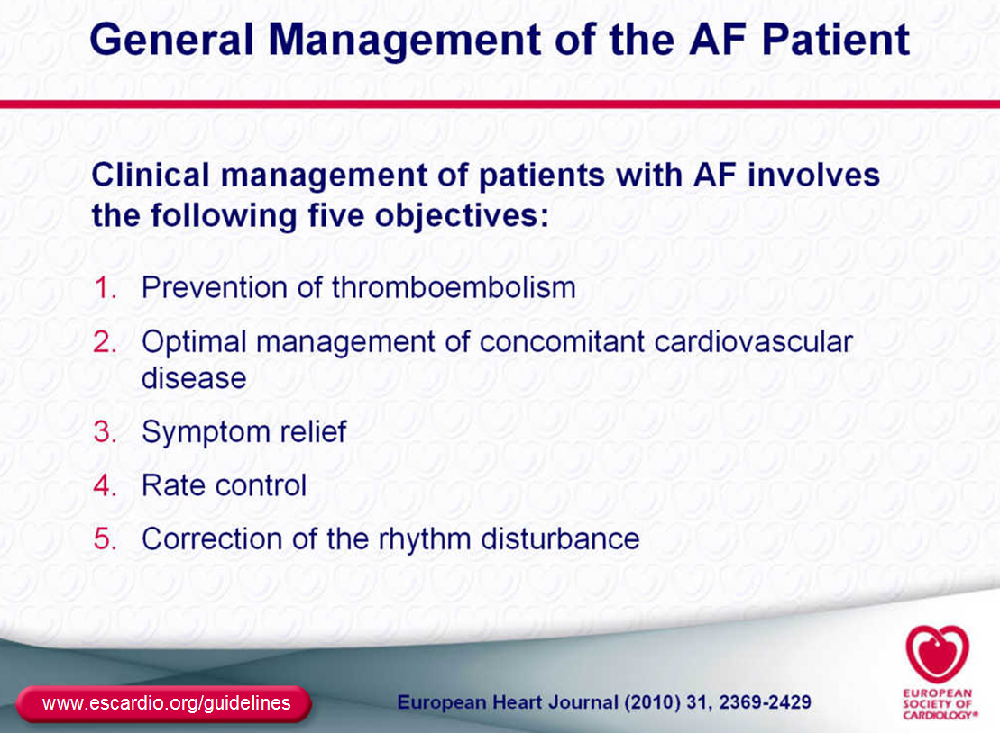 General Management of the AF Patient
Clinical management of patients with AF involves
the following five objectives:
1. Prevention of thromboembolism
2. Optimal management of concomitant cardiovascular
disease
3. Symptom relief
4. Rate control
5. Correction of the rhythm disturbance
www.escardio.org/guidelines
European Heart Journal (2010) 31, 2369-2429
EUROPEAN
SOCIETY OF
CARDIOLOGY®